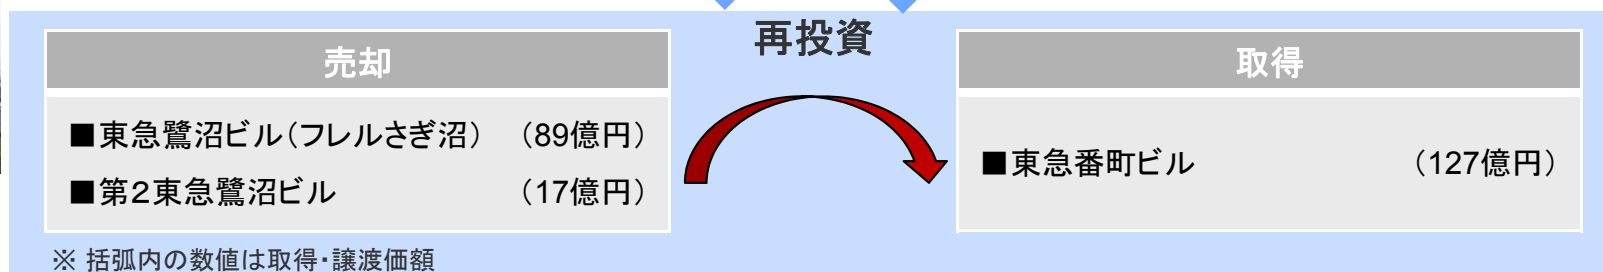 再投資
売却
■東急鷺沼ビル（フレルさぎ沼）　（89億円）
■第２東急鷺沼ビル　（17億円）
取得
■東急番町ビル　（127億円）
※ 括弧内の数値は取得・譲渡価額